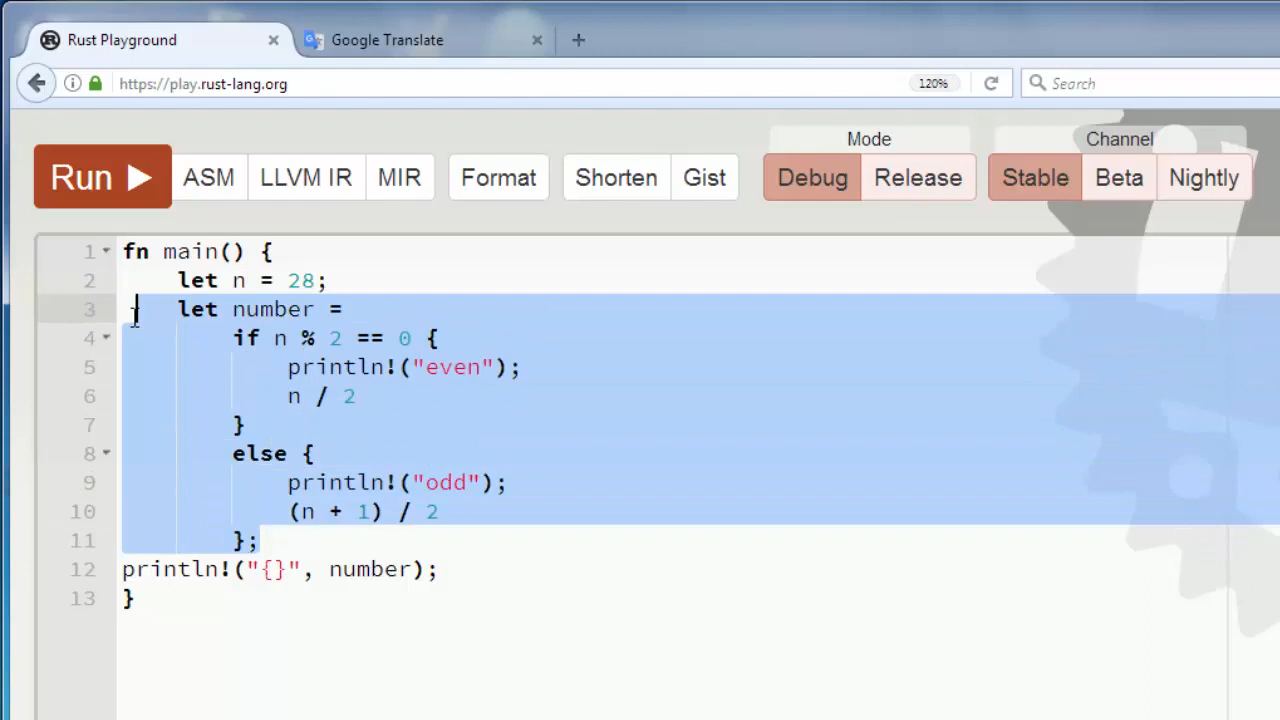 Rust Playground Google Translate
https://play.rust-lang.org 120% Search
Mode Channel
Run ASM LLVM IR MIR Format Shorten Gist Debug Release Stable Beta Nightly
1 fn main() {
2     let n = 28;
3     let number =
4         if n % 2 == 0 {
5             println!("even");
6             n / 2
7         }
8         else {
9             println!("odd");
10             (n + 1) / 2
11         };
12 println!("{}", number);
13 }